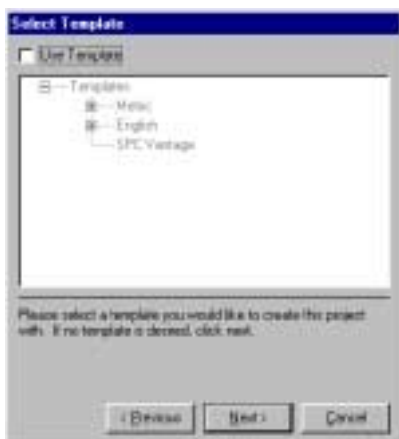 Select Template
Use Template
Templates
Metric
English
SPC Vantage
Please select a template you would like to create this project
with. If no template is desired, click next.
< Previous
Next >
Cancel